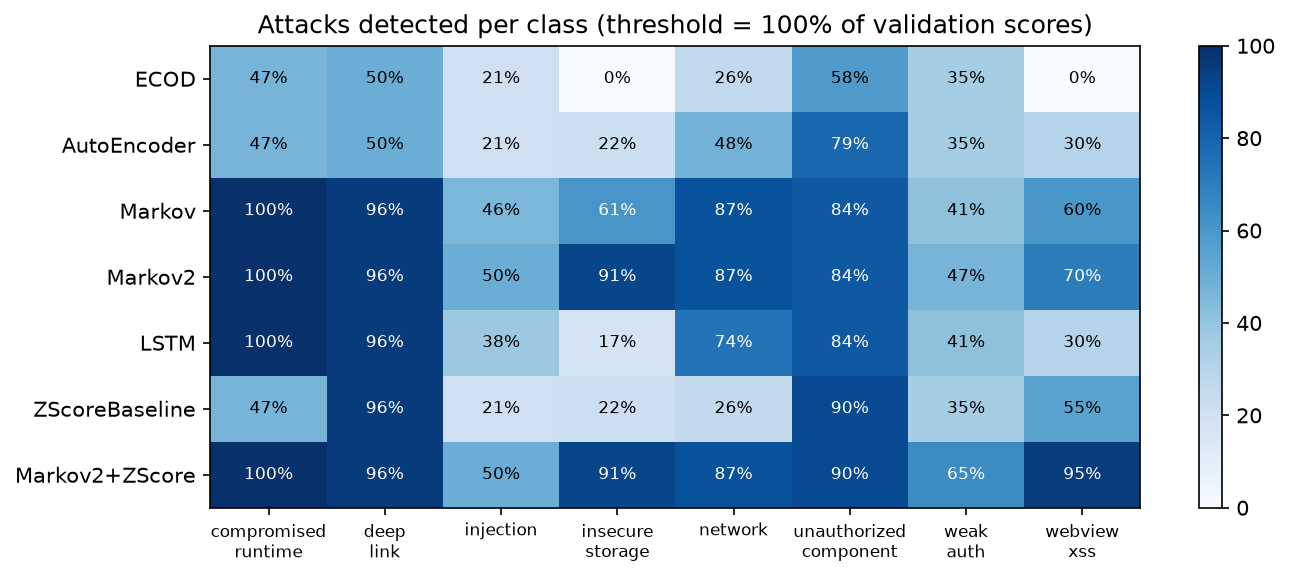 Attacks detected per class (threshold = 100% of validation scores)
ECOD 47% 50% 21% 0% 26% 58% 35% 0%
AutoEncoder 47% 50% 21% 22% 48% 79% 35% 30%
Markov 100% 96% 46% 61% 87% 84% 41% 60%
Markov2 100% 96% 50% 91% 87% 84% 47% 70%
LSTM 100% 96% 38% 17% 74% 84% 41% 30%
ZScoreBaseline 47% 96% 21% 22% 26% 90% 35% 55%
Markov2+ZScore 100% 96% 50% 91% 87% 90% 65% 95%
compromised
runtime
deep
link
injection
insecure
storage
network
unauthorized
component
weak
auth
webview
xss
100
80
60
40
20
0